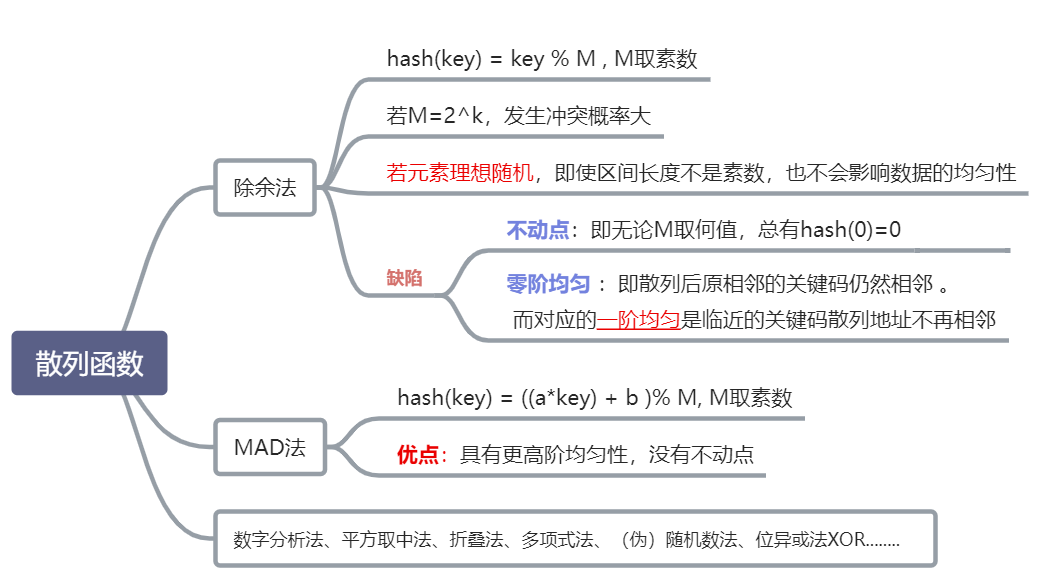 hash(key) = key % M , M取素数
若M=2^k，发生冲突概率大
若元素理想随机，即使区间长度不是素数，也不会影响数据的均匀性
除余法
不动点：即无论M取何值，总有hash(0)=0
缺陷
零阶均匀 ：即散列后原相邻的关键码仍然相邻 。
而对应的一阶均匀是临近的关键码散列地址不再相邻
散列函数
hash(key) = ((a*key) + b )% M, M取素数
MAD法
优点：具有更高阶均匀性，没有不动点
数字分析法、平方取中法、折叠法、多项式法、（伪）随机数法、位异或法XOR........